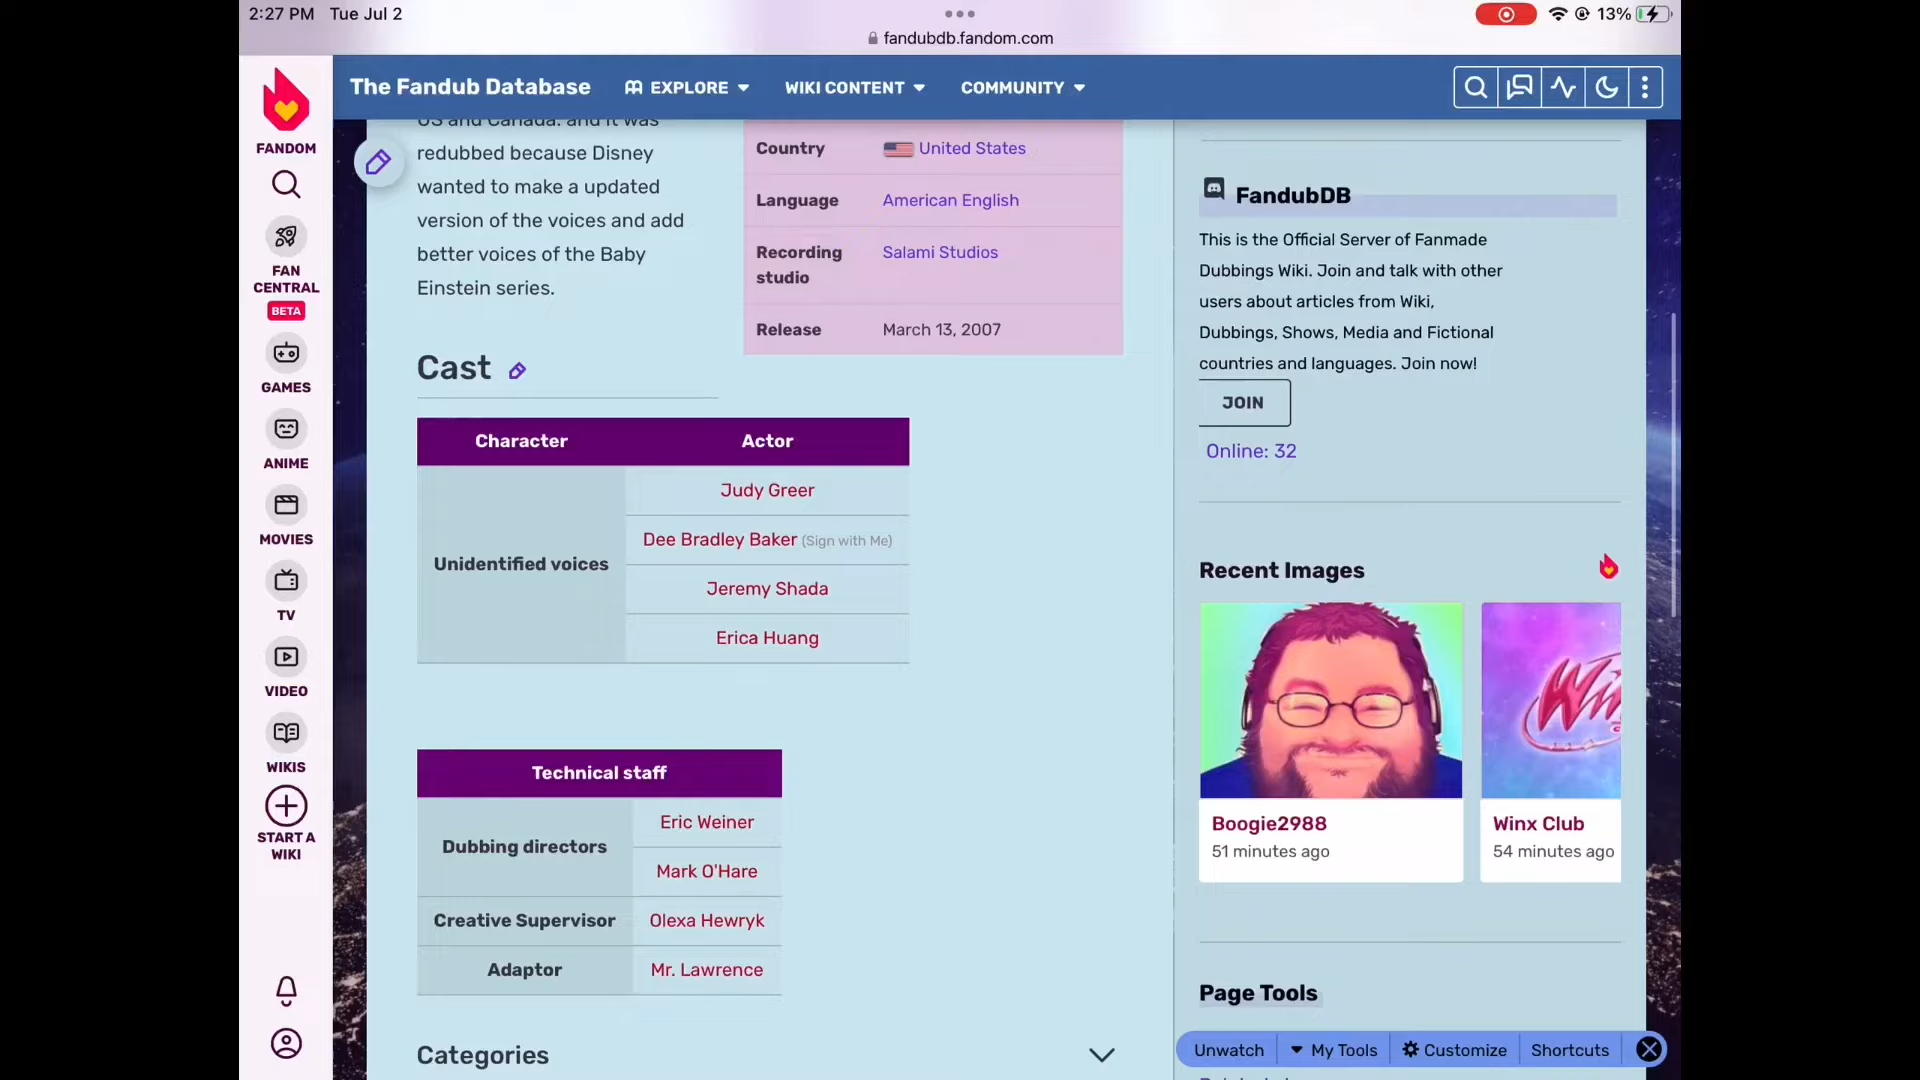 2:27 PM Tue Jul 2
13%
fandubdb.fandom.com
The Fandub Database
EXPLORE
WIKI CONTENT
COMMUNITY
FANDOM
FAN CENTRAL
BETA
GAMES
ANIME
MOVIES
TV
VIDEO
WIKIS
START A WIKI
US and Canada. and it was
redubbed because Disney
wanted to make a updated
version of the voices and add
better voices of the Baby
Einstein series.
Country United States
Language American English
Recording studio Salami Studios
Release March 13, 2007
Cast
Character Actor
Unidentified voices
Judy Greer
Dee Bradley Baker (Sign with Me)
Jeremy Shada
Erica Huang
Technical staff
Dubbing directors
Eric Weiner
Mark O'Hare
Creative Supervisor Olexa Hewryk
Adaptor Mr. Lawrence
Categories
FandubDB
This is the Official Server of Fanmade
Dubbings Wiki. Join and talk with other
users about articles from Wiki,
Dubbings, Shows, Media and Fictional
countries and languages. Join now!
JOIN
Online: 32
Recent Images
Boogie2988
51 minutes ago
Winx Club
54 minutes ago
Page Tools
Unwatch My Tools Customize Shortcuts